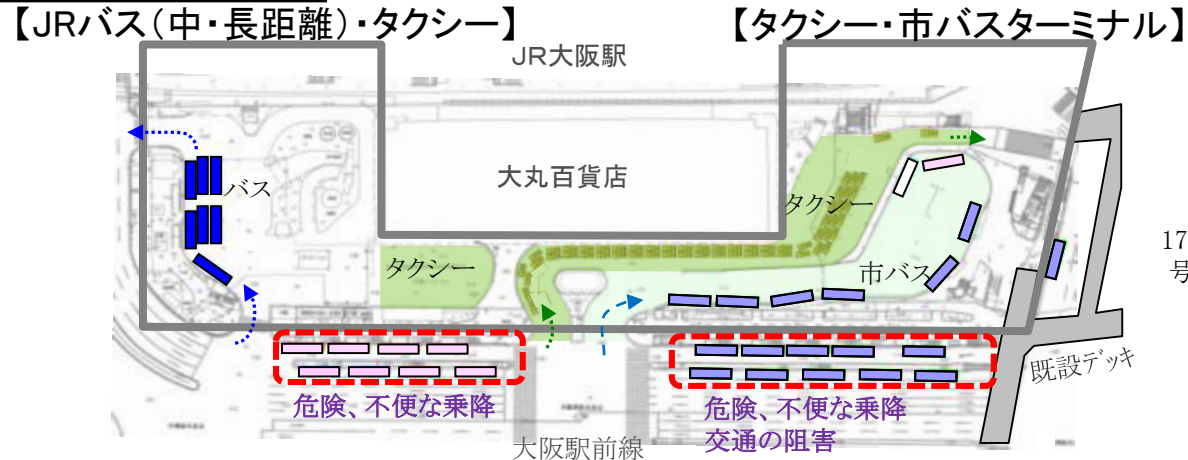 【JRバス(中・長距離)・タクシー】
【タクシー・市バスターミナル】
JR大阪駅
大丸百貨店
バス
タクシー
タクシー
市バス
17
号
既設ﾃﾞｯｷ
危険、不便な乗降
危険、不便な乗降
交通の阻害
大阪駅前線